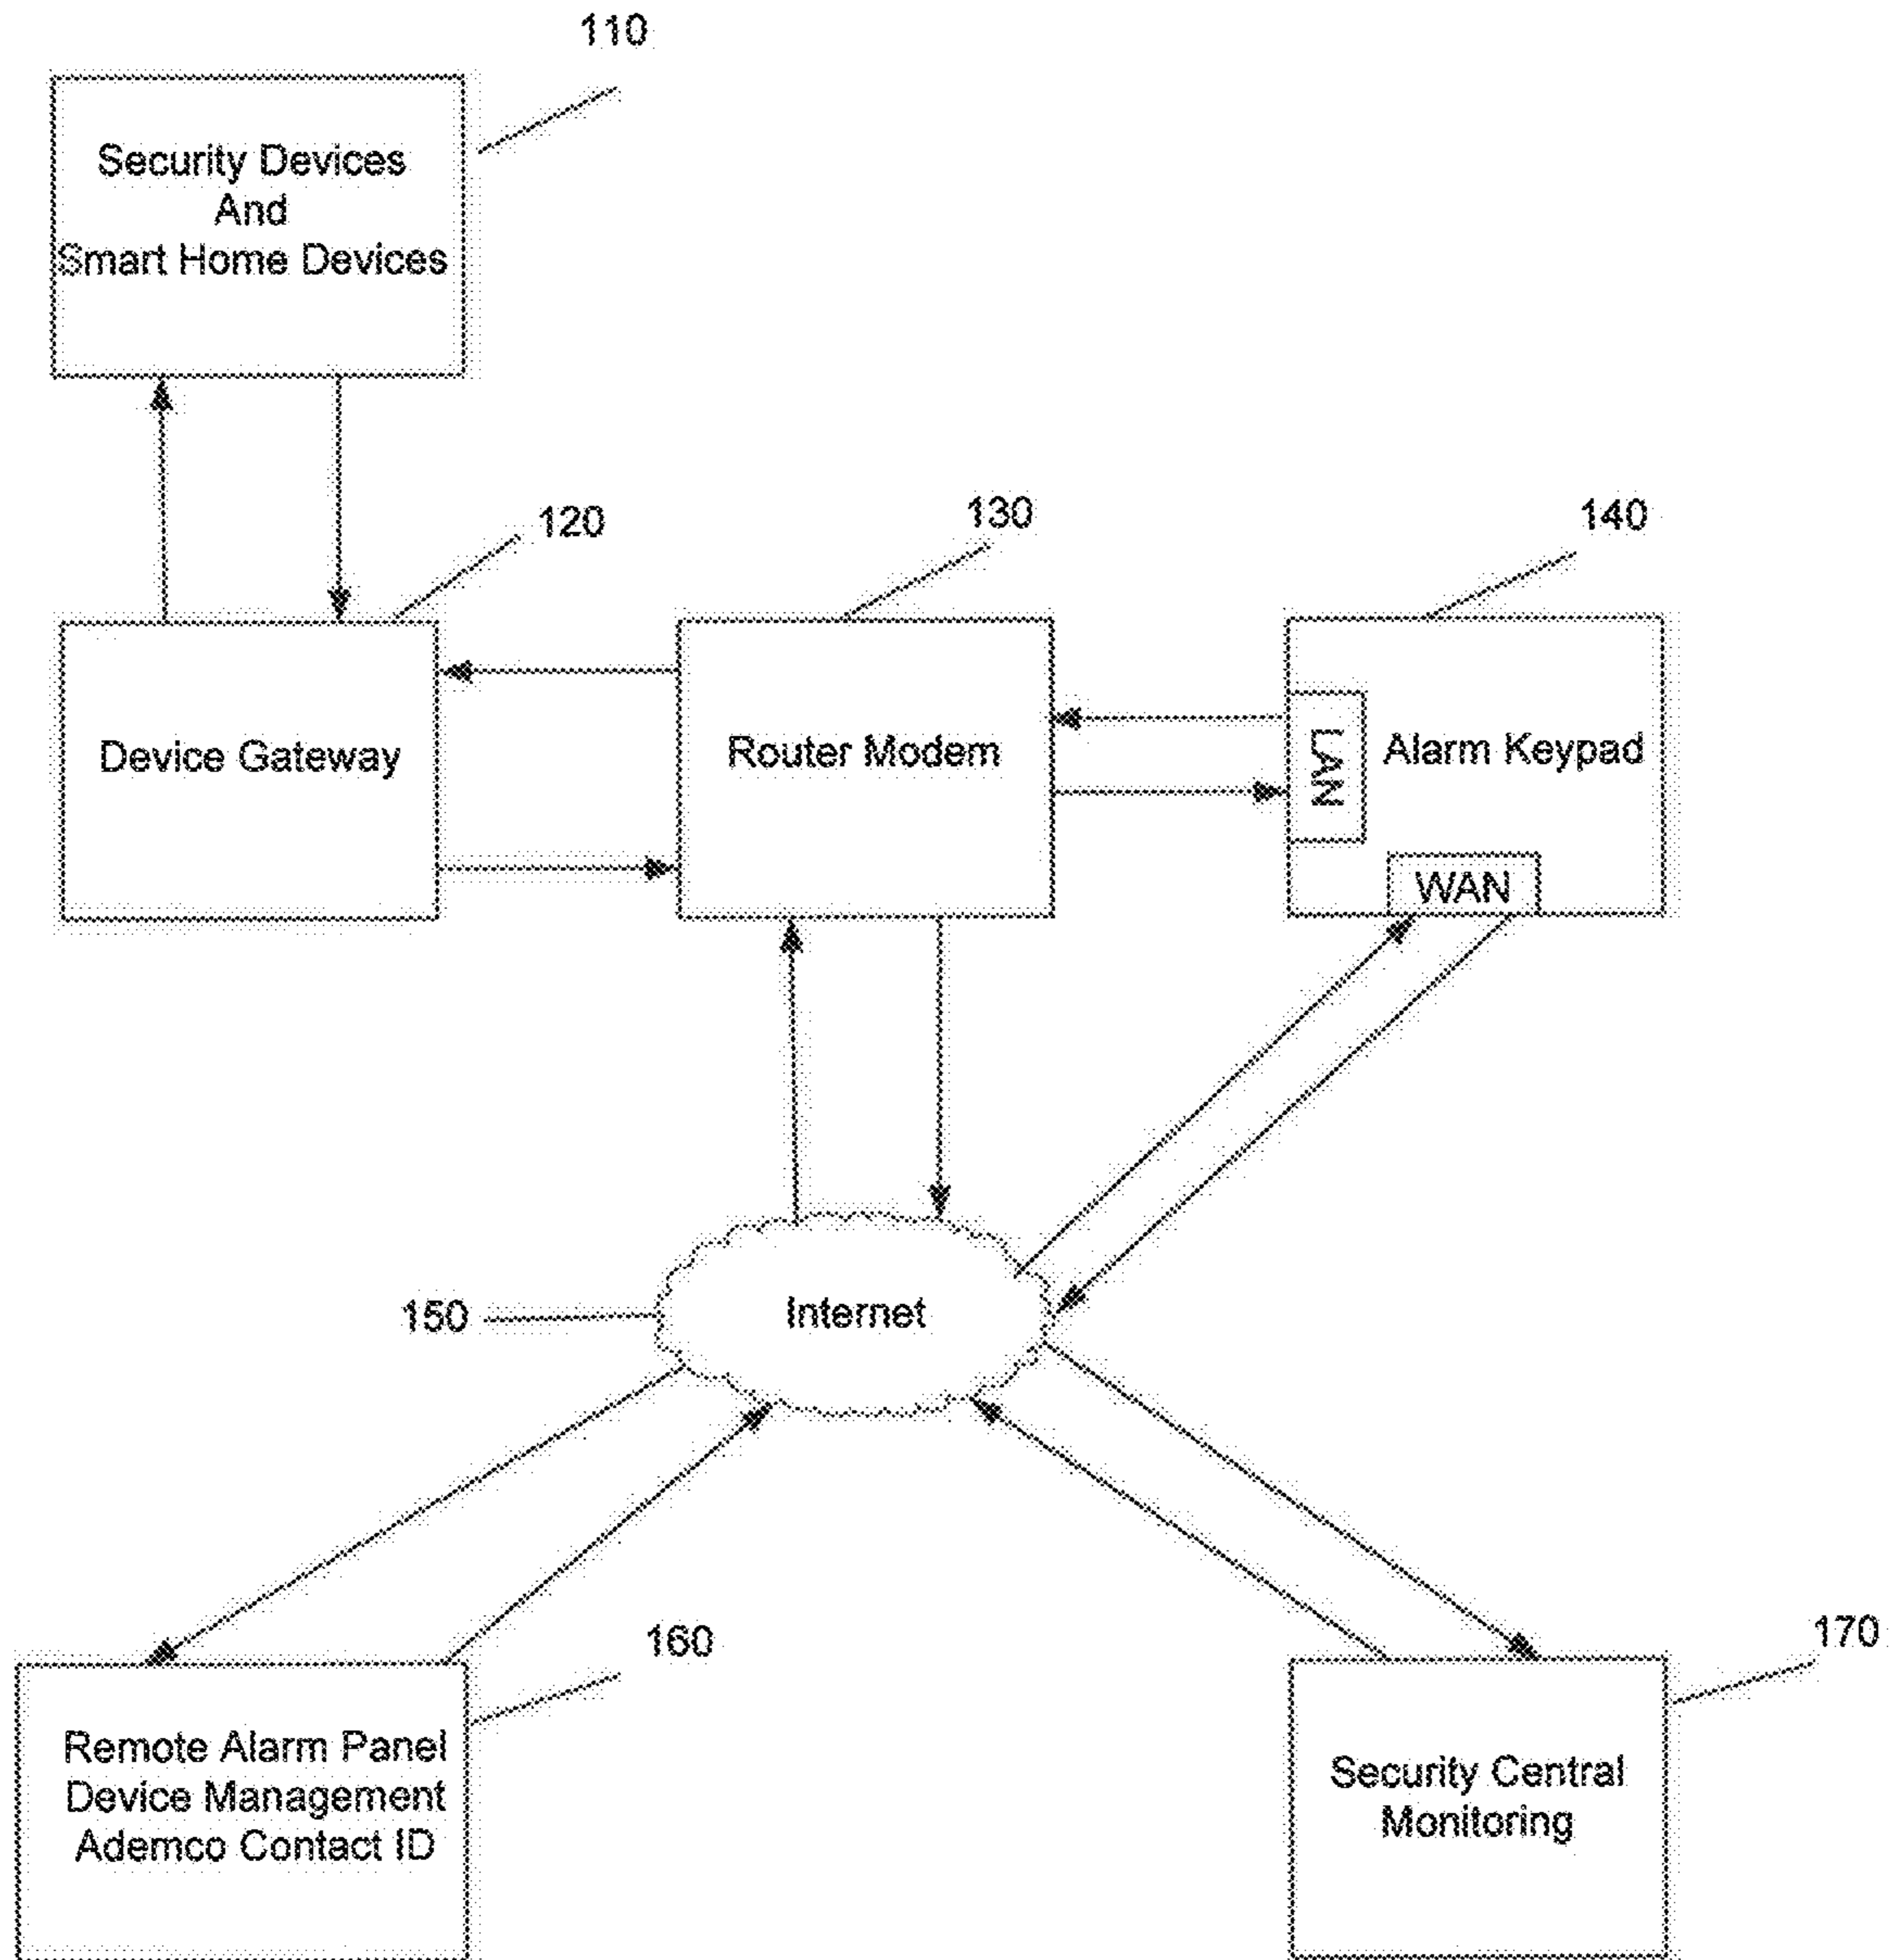 110
Security Devices
And
Smart Home Devices
120
130
140
Device Gateway
Router Modem
LAN
Alarm Keypad
WAN
150
Internet
160
170
Remote Alarm Panel
Device Management
Ademco Contact ID
Security Central
Monitoring